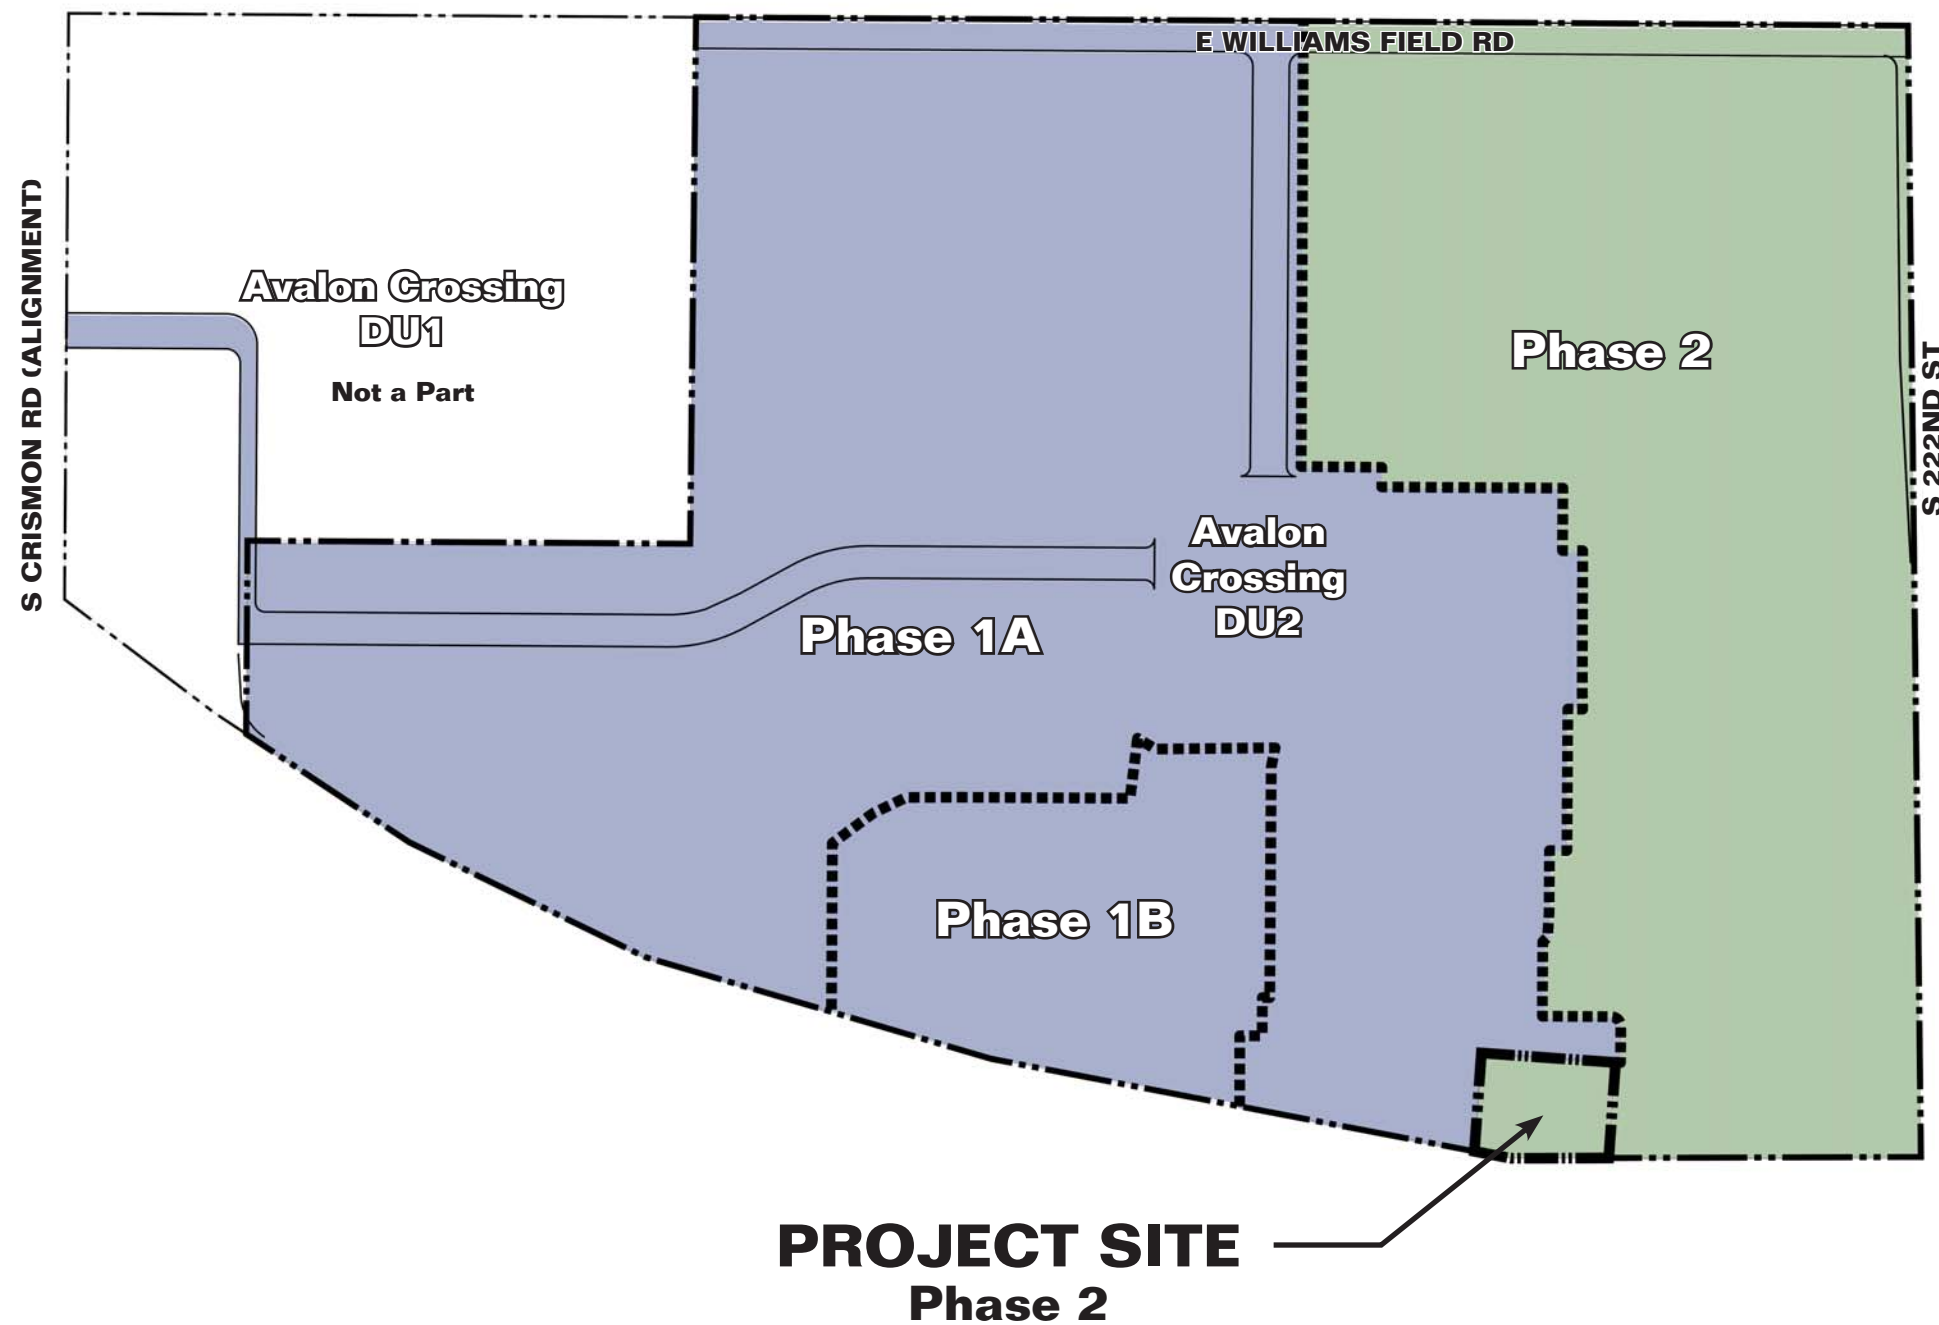 E WILLIAMS FIELD RD
S CRISMON RD (ALIGNMENT)
Avalon Crossing
DU1
Not a Part
Phase 2
S 222ND ST
Avalon
Crossing
DU2
Phase 1A
Phase 1B
PROJECT SITE
Phase 2